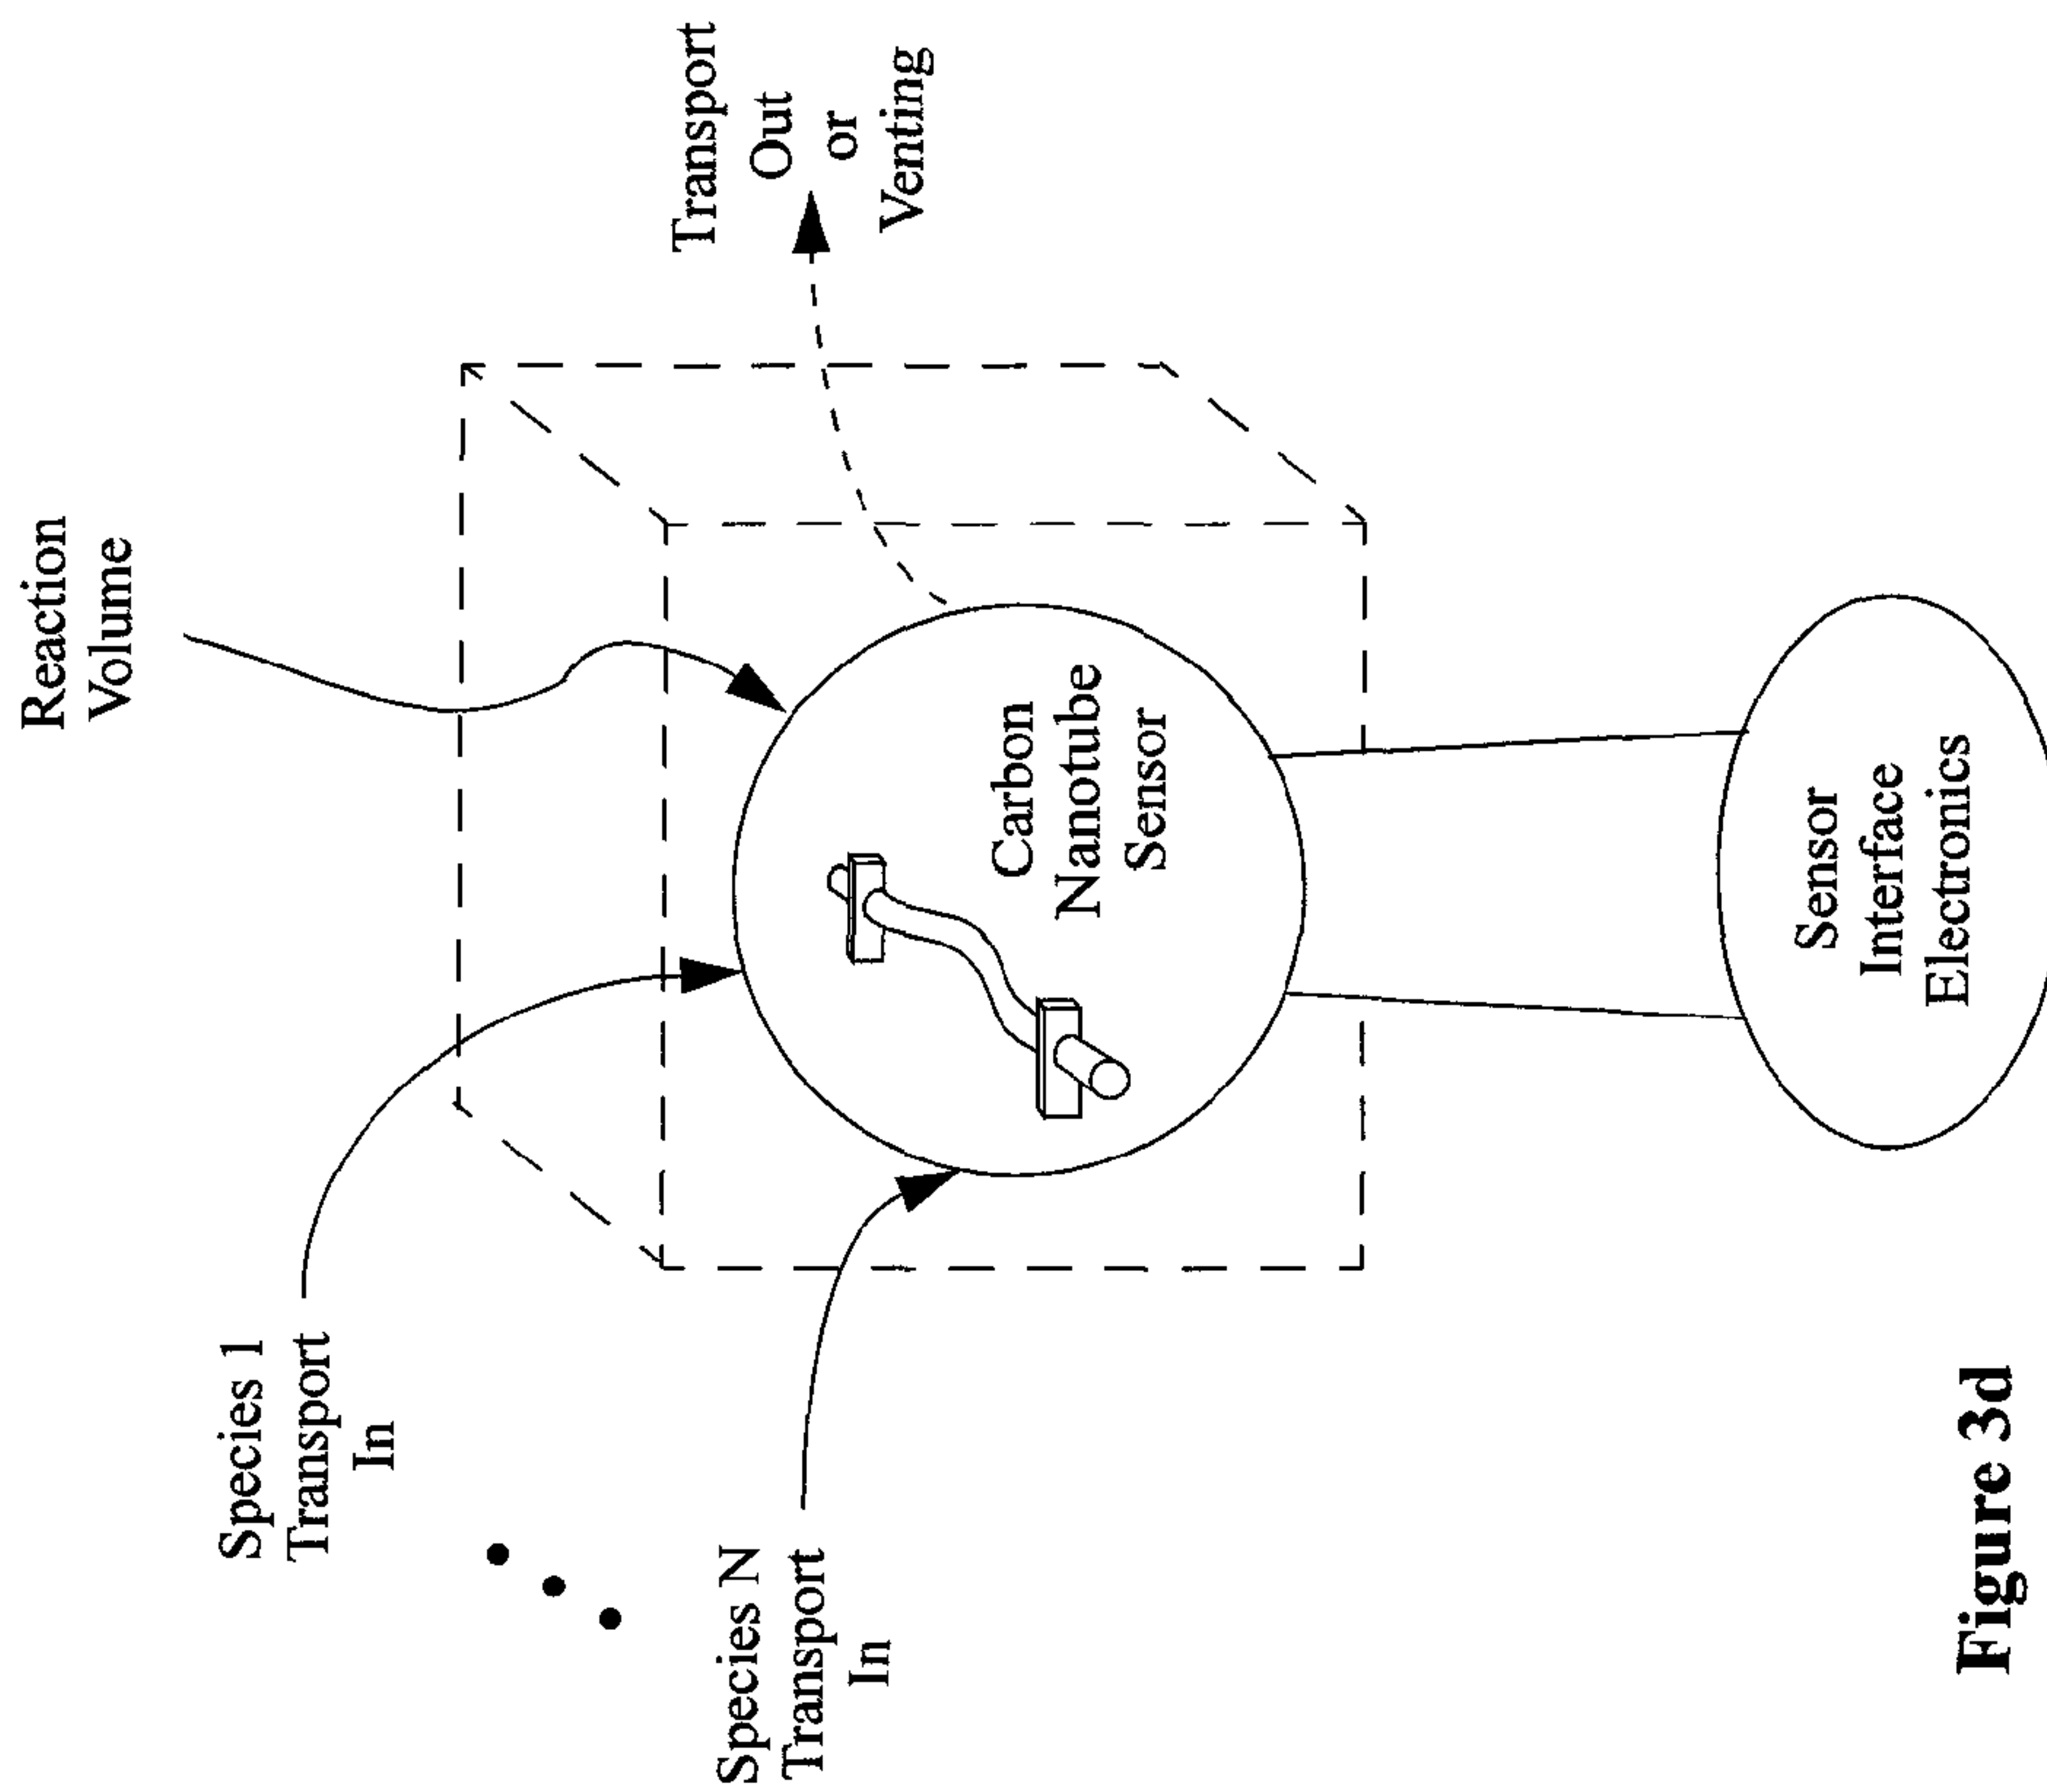 Reaction
Volume
Species 1
Transport
In
Species N
Transport
In
Transport
Out
or
Venting
Carbon
Nanotube
Sensor
Sensor
Interface
Electronics
Figure 3d